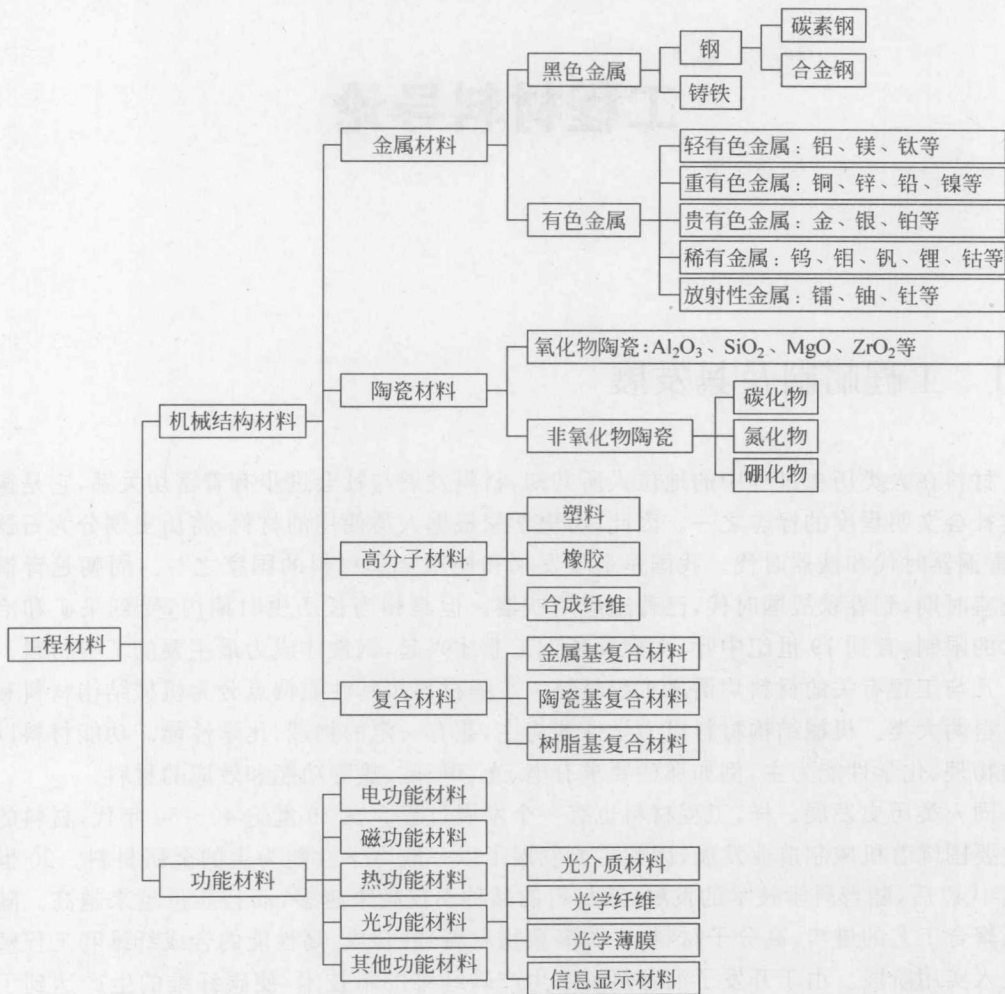 碳素钢
钢
合金钢
黑色金属
铸铁
金属材料
轻有色金属：铝、镁、钛等
重有色金属：铜、锌、铅、镍等
有色金属
贵有色金属：金、银、铂等
稀有金属：钨、钼、钒、锂、钴等
放射性金属：镭、铀、钍等
氧化物陶瓷:Al₂O₃、SiO₂、MgO、ZrO₂等
陶瓷材料
碳化物
机械结构材料
非氧化物陶瓷
氮化物
硼化物
塑料
高分子材料
橡胶
合成纤维
工程材料
金属基复合材料
复合材料
陶瓷基复合材料
树脂基复合材料
电功能材料
磁功能材料
功能材料
热功能材料
光介质材料
光学纤维
光功能材料
光学薄膜
其他功能材料
信息显示材料